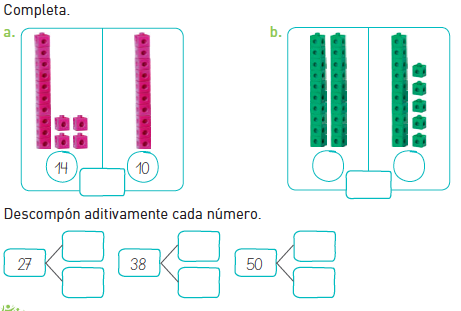 Completa.
a.
b.
14
10
Descompón aditivamente cada número.
27
38
50